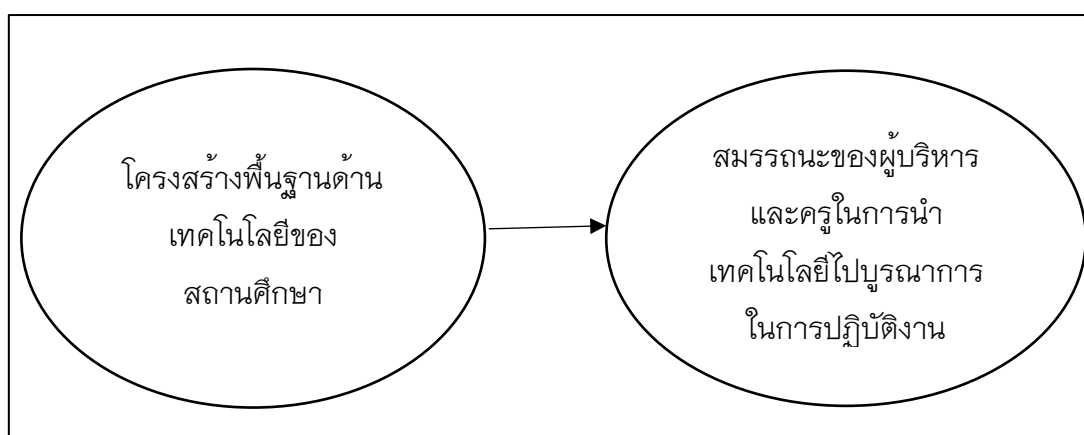 โครงสร้างพื้นฐานด้าน
เทคโนโลยีของ
สถานศึกษา
สมรรถนะของผู้บริหาร
และครูในการนำ
เทคโนโลยีไปบูรณาการ
ในการปฏิบัติงาน